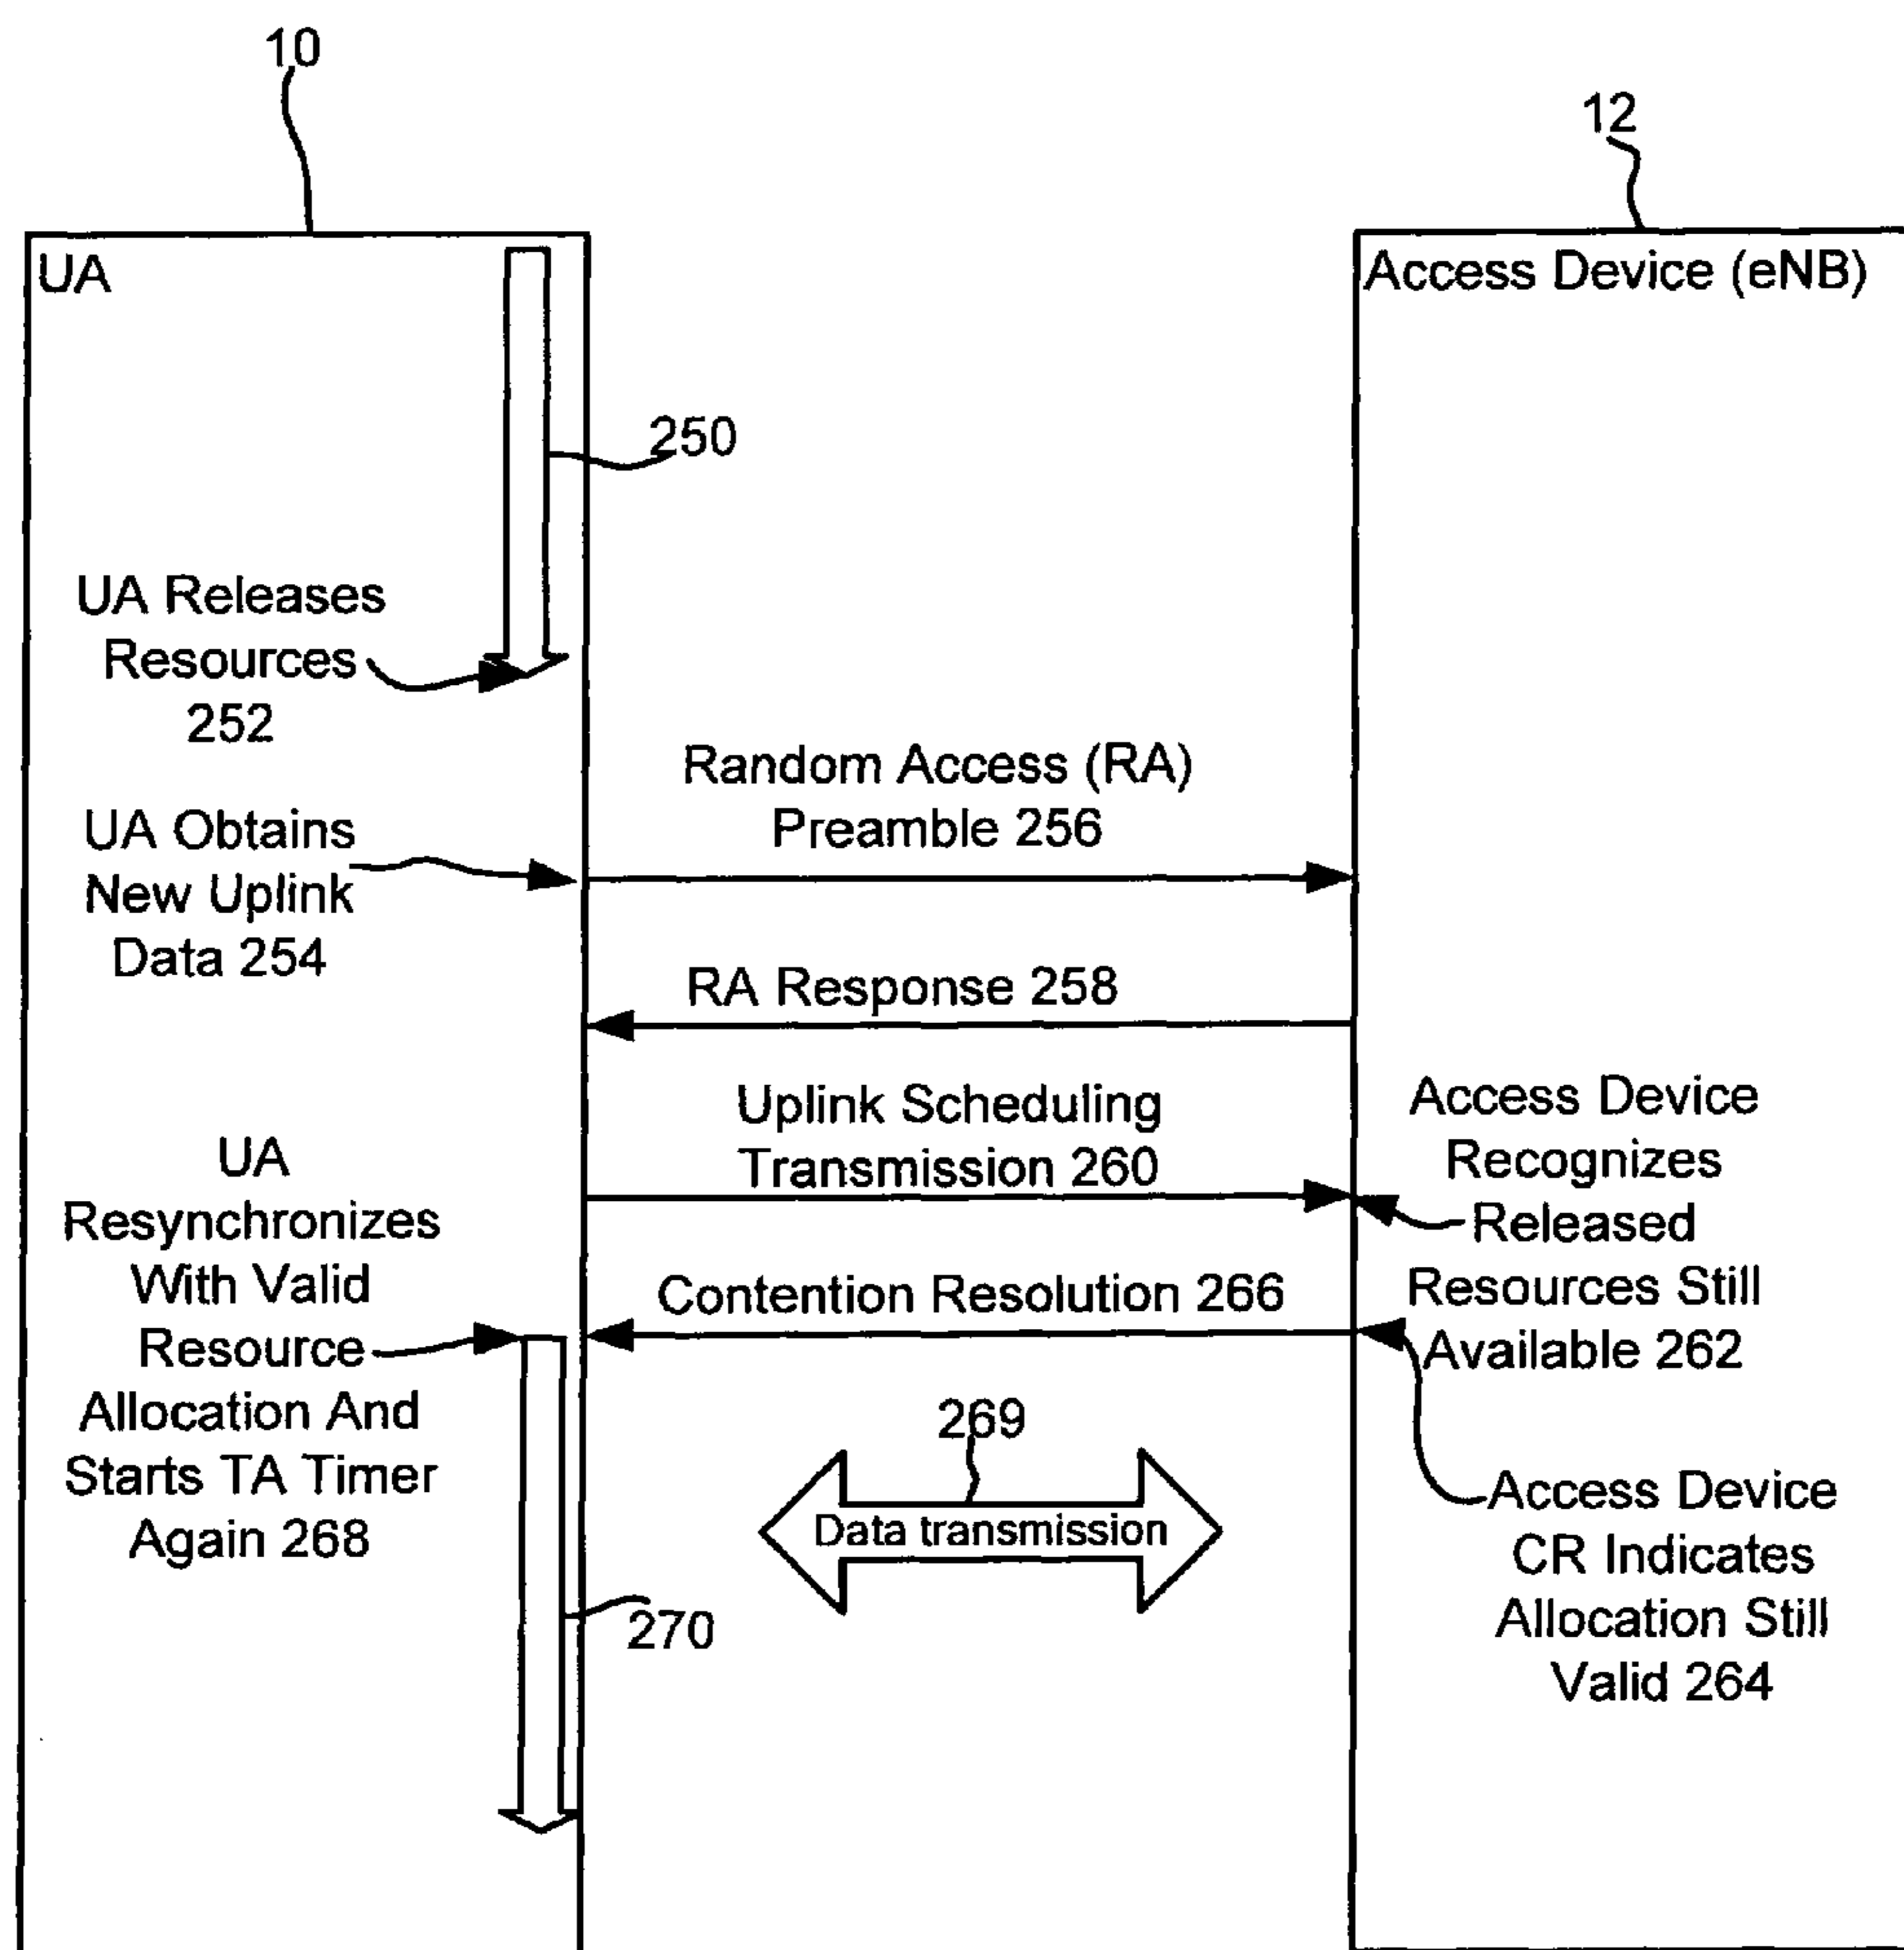 10
12
UA
Access Device (eNB)
250
UA Releases
Resources
252
Random Access (RA)
Preamble 256
UA Obtains
New Uplink
Data 254
RA Response 258
Uplink Scheduling
Transmission 260
Access Device
Recognizes
Released
Resources Still
Available 262
UA
Resynchronizes
With Valid
Resource
Allocation And
Starts TA Timer
Again 268
Contention Resolution 266
269
Data transmission
Access Device
CR Indicates
Allocation Still
Valid 264
270